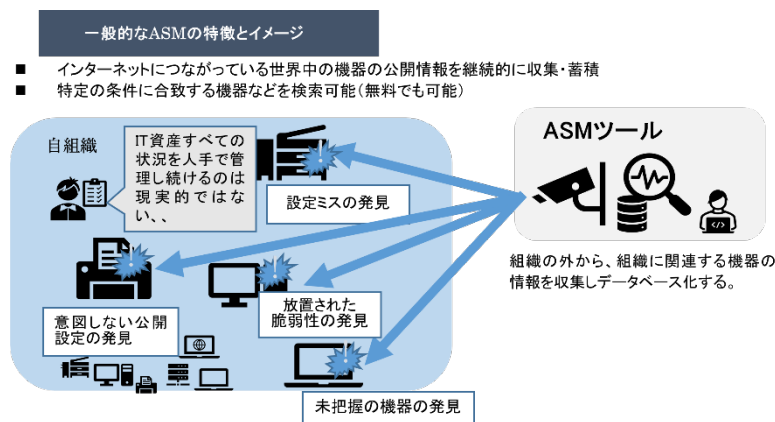 一般的なASMの特徴とイメージ
■ インターネットにつながっている世界中の機器の公開情報を継続的に収集・蓄積
■ 特定の条件に合致する機器などを検索可能（無料でも可能）
自組織
IT資産すべての
状況を人手で管
理し続けるのは
現実的ではな
い、、
設定ミスの発見
意図しない公開
設定の発見
放置された
脆弱性の発見
未把握の機器の発見
ASMツール
組織の外から、組織に関連する機器の
情報を収集しデータベース化する。